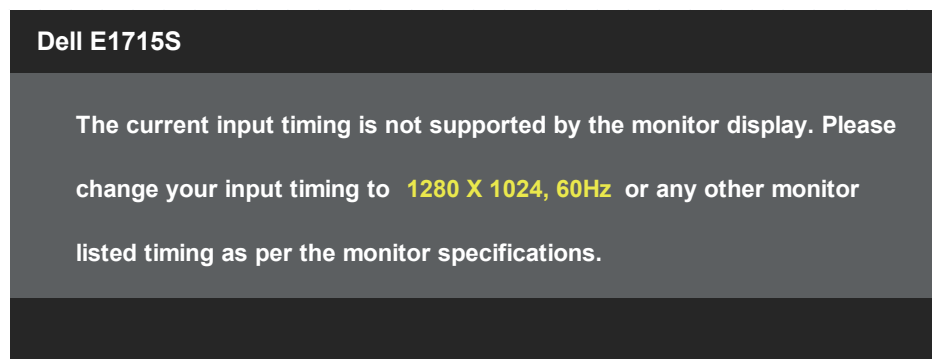 Dell E1715S
The current input timing is not supported by the monitor display. Please
change your input timing to 1280 X 1024, 60Hz or any other monitor
listed timing as per the monitor specifications.